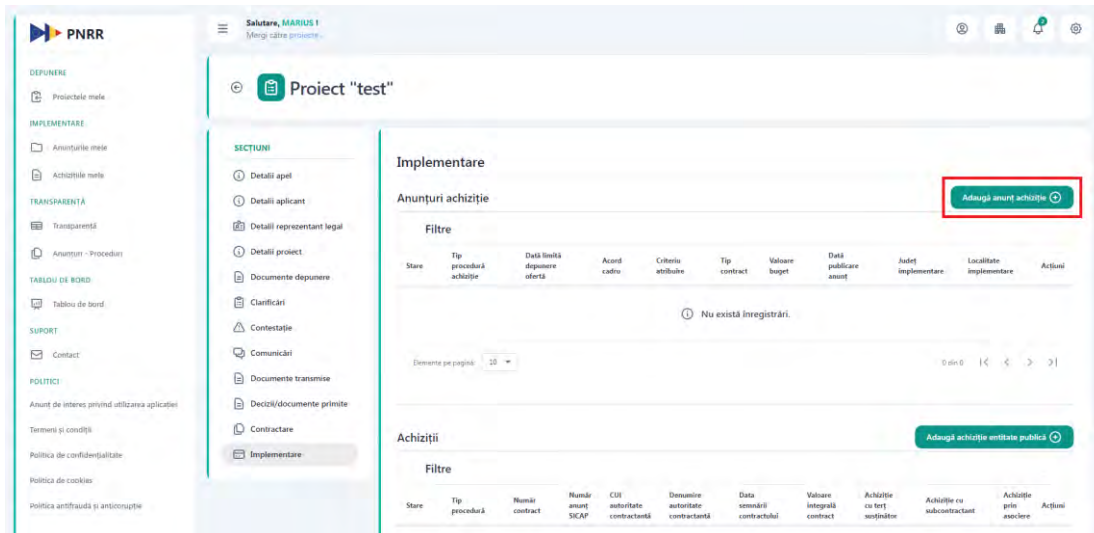 PNRR
Salutare, MARIUS !
Mergi către proiecte...
2
DEPUNERE
Proiectele mele
IMPLEMENTARE
Anunțurile mele
Achizițiile mele
TRANSPARENȚĂ
Transparență
Anunțuri - Proceduri
TABLOU DE BORD
Tablou de bord
SUPORT
Contact
POLITICI
Anunț de interes privind utilizarea aplicației
Termeni și condiții
Politica de confidențialitate
Politica de cookies
Politica antifraudă și anticorupție
Proiect "test"
SECȚIUNI
Detalii apel
Detalii aplicant
Detalii reprezentant legal
Detalii proiect
Documente depunere
Clarificări
Contestație
Comunicări
Documente transmise
Decizii/documente primite
Contractare
Implementare
Implementare
Anunțuri achiziție
Adaugă anunț achiziție
Filtre
Stare
Tip procedură achiziție
Dată limită depunere ofertă
Acord cadru
Criteriu atribuire
Tip contract
Valoare buget
Dată publicare anunț
Județ implementare
Localitate implementare
Acțiuni
Nu există înregistrări.
Elemente pe pagină: 10
0 din 0
Achiziții
Adaugă achiziție entitate publică
Filtre
Stare
Tip procedură
Număr contract
Număr anunț SICAP
CUI autoritate contractantă
Denumire autoritate contractantă
Data semnării contractului
Valoare integrală contract
Achiziție cu terț susținător
Achiziție cu subcontractant
Achiziție prin asociere
Acțiuni